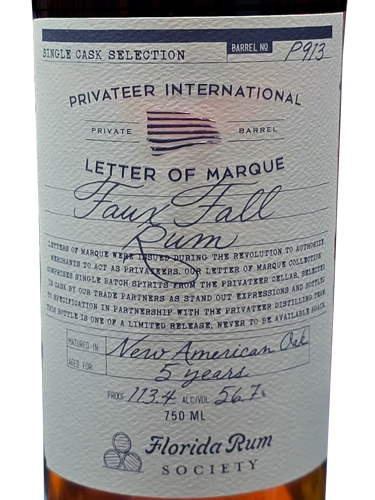 SINGLE CASK SELECTION BARREL NO P913
PRIVATEER INTERNATIONAL
PRIVATE BARREL
LETTER OF MARQUE
Faux Fall
Rum
LETTERS OF MARQUE WERE ISSUED DURING THE REVOLUTION TO AUTHORIZE
MERCHANTS TO ACT AS PRIVATEERS. OUR LETTER OF MARQUE COLLECTION
COMPRISES SINGLE BATCH SPIRITS FROM THE PRIVATEER CELLAR, SELECTED
IN CASK BY OUR TRADE PARTNERS AS STAND OUT EXPRESSIONS AND BOTTLED
TO SPECIFICATION IN PARTNERSHIP WITH THE PRIVATEER DISTILLING TEAM.
THIS BOTTLE IS ONE OF A LIMITED RELEASE, NEVER TO BE AVAILABLE AGAIN.
MATURED IN New American Oak
AGED FOR 5 years
PROOF 113.4 ALC/VOL 56.7%
750 ML
Florida Rum
SOCIETY